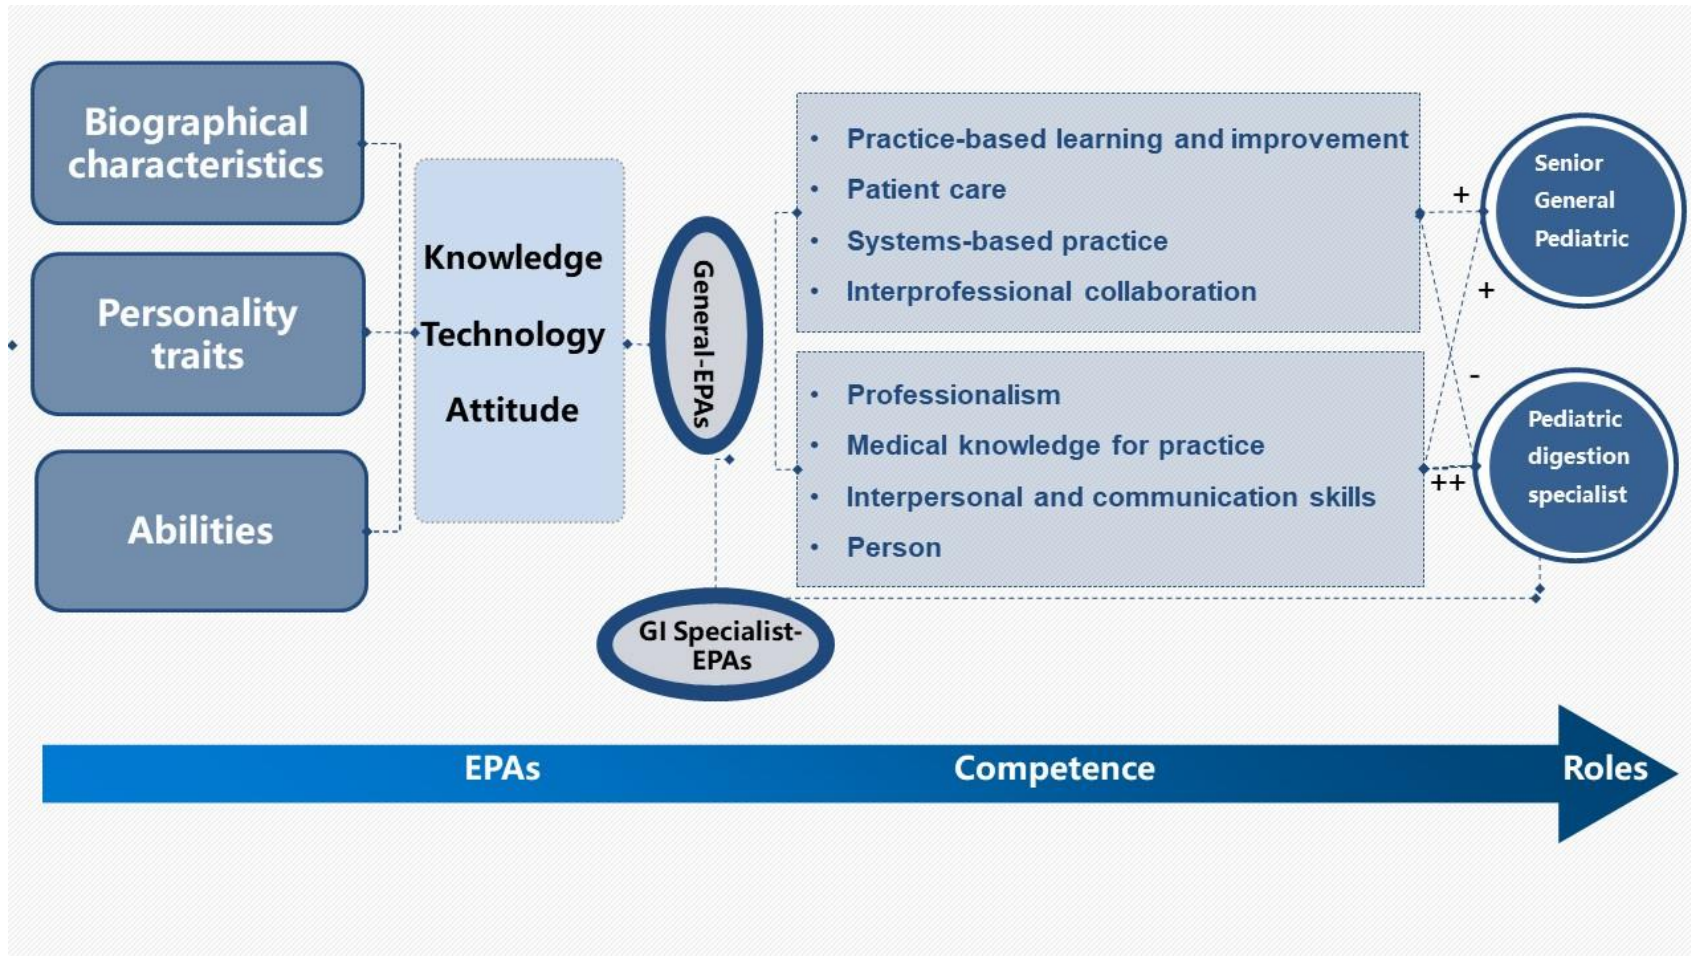 Biographical
characteristics
Personality
traits
Abilities
Knowledge
Technology
Attitude
General-EPAs
GI Specialist-
EPAs
• Practice-based learning and improvement
• Patient care
• Systems-based practice
• Interprofessional collaboration
• Professionalism
• Medical knowledge for practice
• Interpersonal and communication skills
• Person
+
+
-
++
Senior
General
Pediatric
Pediatric
digestion
specialist
EPAs
Competence
Roles